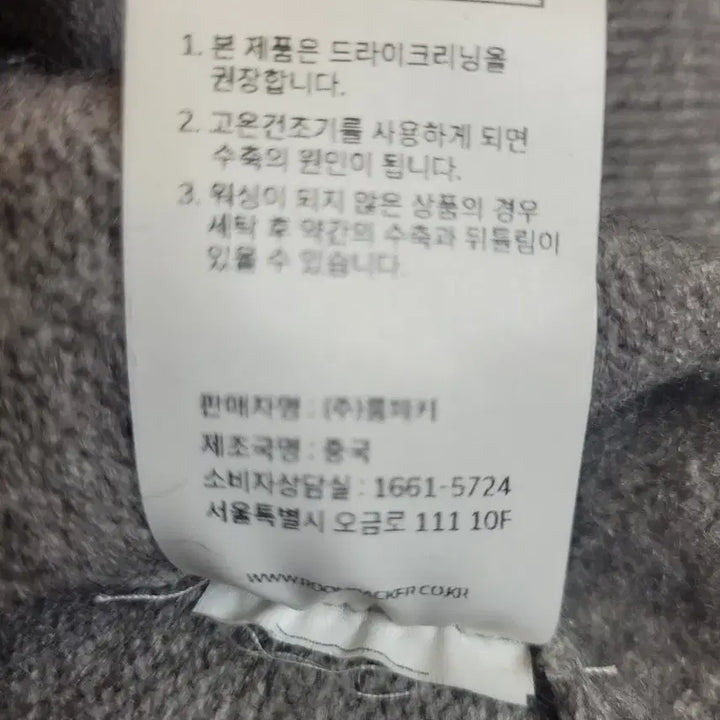 1. 본 제품은 드라이크리닝을
권장합니다.
2. 고온건조기를 사용하게 되면
수축의 원인이 됩니다.
3. 워싱이 되지 않은 상품의 경우
세탁 후 약간의 수축과 뒤틀림이
있을 수 있습니다.
판매자명 : (주)룸패커
제조국명 : 중국
소비자상담실 : 1661-5724
서울특별시 오금로 111 10F